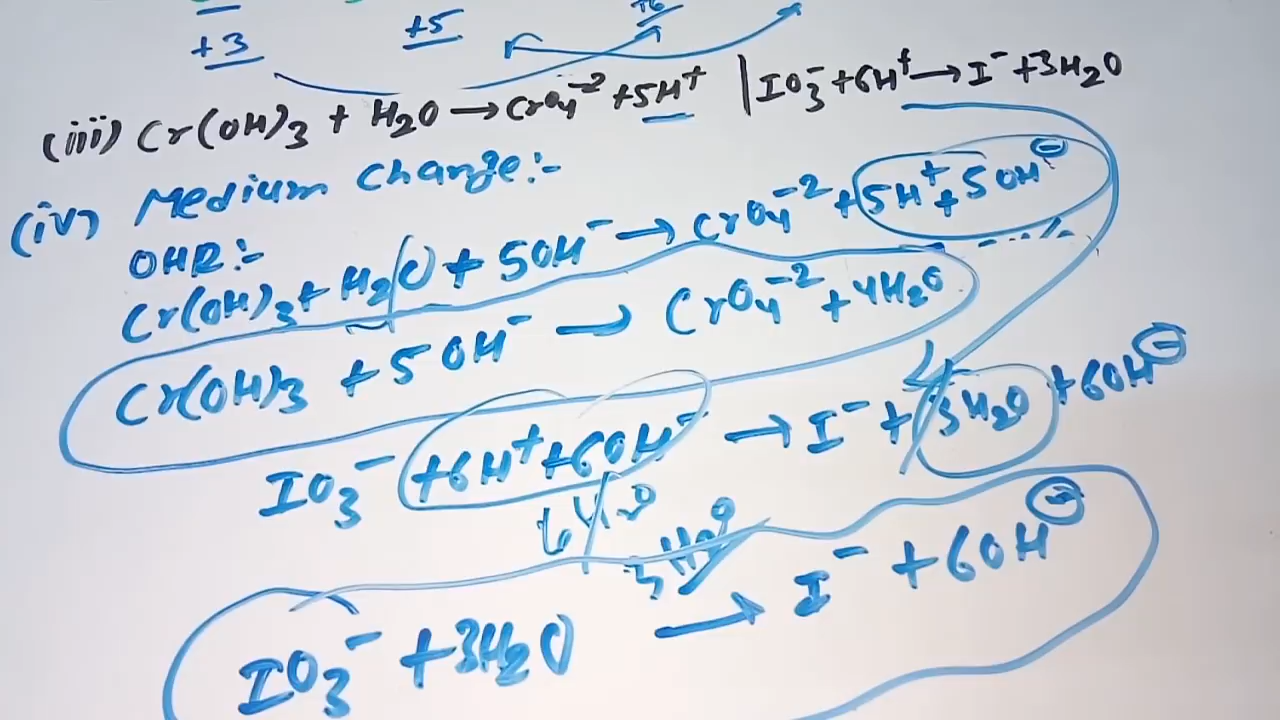 +3 +5 +6
(iii) Cr(OH)3 + H2O → CrO4^-2 + 5H+ | IO3^- + 6H+ → I^- + 3H2O
(iv) Medium Change:-
OHR:-
Cr(OH)3 + H2O + 5OH^- → CrO4^-2 + 5H+ + 5OH^-
Cr(OH)3 + 5OH^- → CrO4^-2 + 4H2O
IO3^- + 6H+ + 6OH^- → I^- + 3H2O + 6OH^-
6H2O
3H2O
IO3^- + 3H2O → I^- + 6OH^-